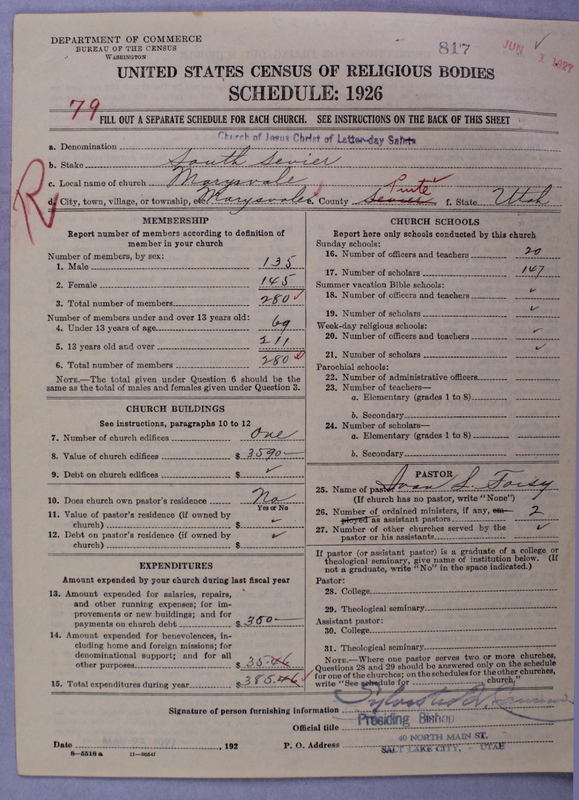 DEPARTMENT OF COMMERCE
BUREAU OF THE CENSUS
WASHINGTON
817
JUN 1 1927
UNITED STATES CENSUS OF RELIGIOUS BODIES
SCHEDULE: 1926
79
FILL OUT A SEPARATE SCHEDULE FOR EACH CHURCH. SEE INSTRUCTIONS ON THE BACK OF THIS SHEET
Church of Jesus Christ of Latter-day Saints
a. Denomination
b. Stake South Sevier
c. Local name of church Marysvale
R
d. City, town, village, or township, etc. Marysvale e. County Sevier Piute f. State Utah
MEMBERSHIP
Report number of members according to definition of
member in your church
Number of members, by sex:
1. Male 135
2. Female 145
3. Total number of members 280
Number of members under and over 13 years old:
4. Under 13 years of age 69
5. 13 years old and over 211
6. Total number of members 280
NOTE.—The total given under Question 6 should be
same as the total of males and females given under Question 3.
CHURCH BUILDINGS
See instructions, paragraphs 10 to 12
7. Number of church edifices One
8. Value of church edifices $ 3590—
9. Debt on church edifices $ ✓
10. Does church own pastor's residence No
Yes or No
11. Value of pastor's residence (if owned by
church) $ ✓
12. Debt on pastor's residence (if owned by
church) $ ✓
EXPENDITURES
Amount expended by your church during last fiscal year
13. Amount expended for salaries, repairs,
and other running expenses; for im-
provements or new buildings; and for
payments on church debt $ 350—
14. Amount expended for benevolences, in-
cluding home and foreign missions; for
denominational support; and for all
other purposes $ 35.46
15. Total expenditures during year $ 385.46
CHURCH SCHOOLS
Report here only schools conducted by this church
Sunday schools:
16. Number of officers and teachers 20
17. Number of scholars 147
Summer vacation Bible schools:
18. Number of officers and teachers ✓
19. Number of scholars ✓
Week-day religious schools:
20. Number of officers and teachers ✓
21. Number of scholars ✓
Parochial schools:
22. Number of administrative officers
23. Number of teachers—
a. Elementary (grades 1 to 8)
b. Secondary
24. Number of scholars—
a. Elementary (grades 1 to 8)
b. Secondary
PASTOR
25. Name of pastor Ivan L.
(If church has no pastor, write "None")
26. Number of ordained ministers, if any, em-
ployed as assistant pastors 2
27. Number of other churches served by the
pastor or his assistants ✓
If pastor (or assistant pastor) is a graduate of a college or
theological seminary, give name of institution below. (If
not a graduate, write "No" in the space indicated.)
Pastor:
28. College
29. Theological seminary
Assistant pastor:
30. College
31. Theological seminary
NOTE.—Where one pastor serves two or more churches,
Questions 28 and 29 should be answered only on the schedule
for one of the churches; on the schedules for the other churches,
write "See schedule for church."
Signature of person furnishing information Sylvester Q. Cannon
Official title Presiding Bishop
Date , 192 P. O. Address 40 NORTH MAIN ST.
SALT LAKE CITY, - UTAH
8—5518 a